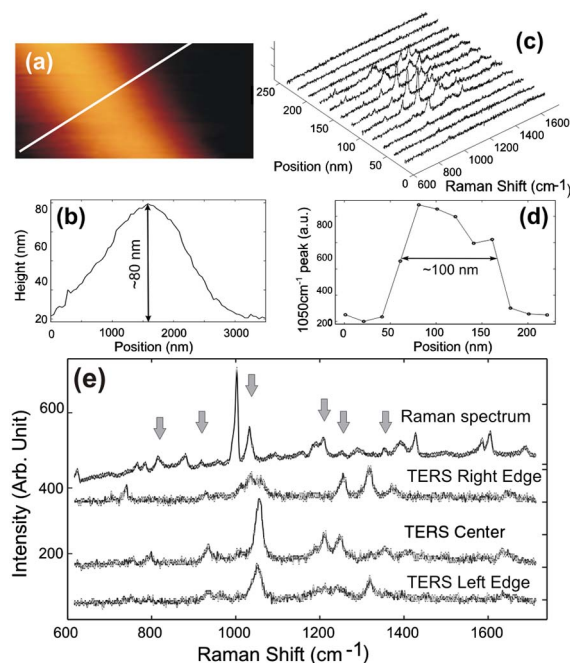 (a)
(c)
250
200
150
100
50
0
Position (nm)
600
800
1000
1200
1400
1600
Raman Shift (cm-1)
(b)
80
60
40
20
Height (nm)
~80 nm
0
1000
2000
3000
Position (nm)
(d)
800
600
400
200
1050cm-1 peak (a.u.)
~100 nm
0
50
100
150
200
Position (nm)
(e)
600
400
200
Intensity (Arb. Unit)
Raman spectrum
TERS Right Edge
TERS Center
TERS Left Edge
600
800
1000
1200
1400
1600
Raman Shift (cm-1)